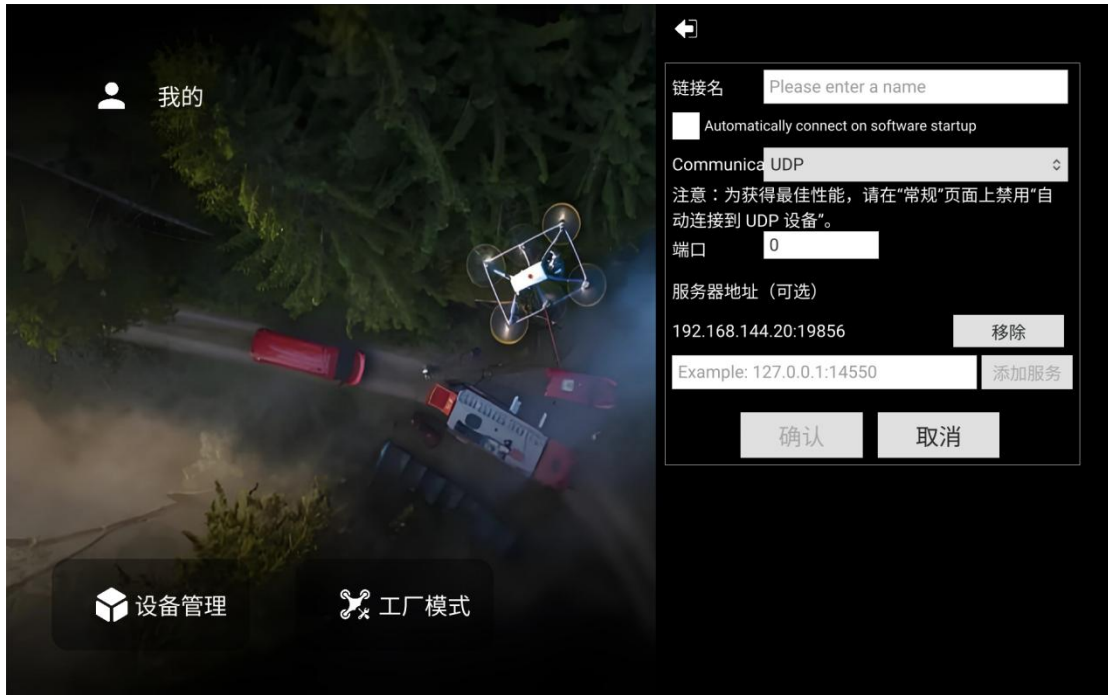 我的
链接名
Please enter a name
Automatically connect on software startup
Communica
UDP
注意：为获得最佳性能，请在“常规”页面上禁用“自
动连接到 UDP 设备”。
端口
0
服务器地址（可选）
192.168.144.20:19856
移除
Example: 127.0.0.1:14550
添加服务
确认
取消
设备管理
工厂模式